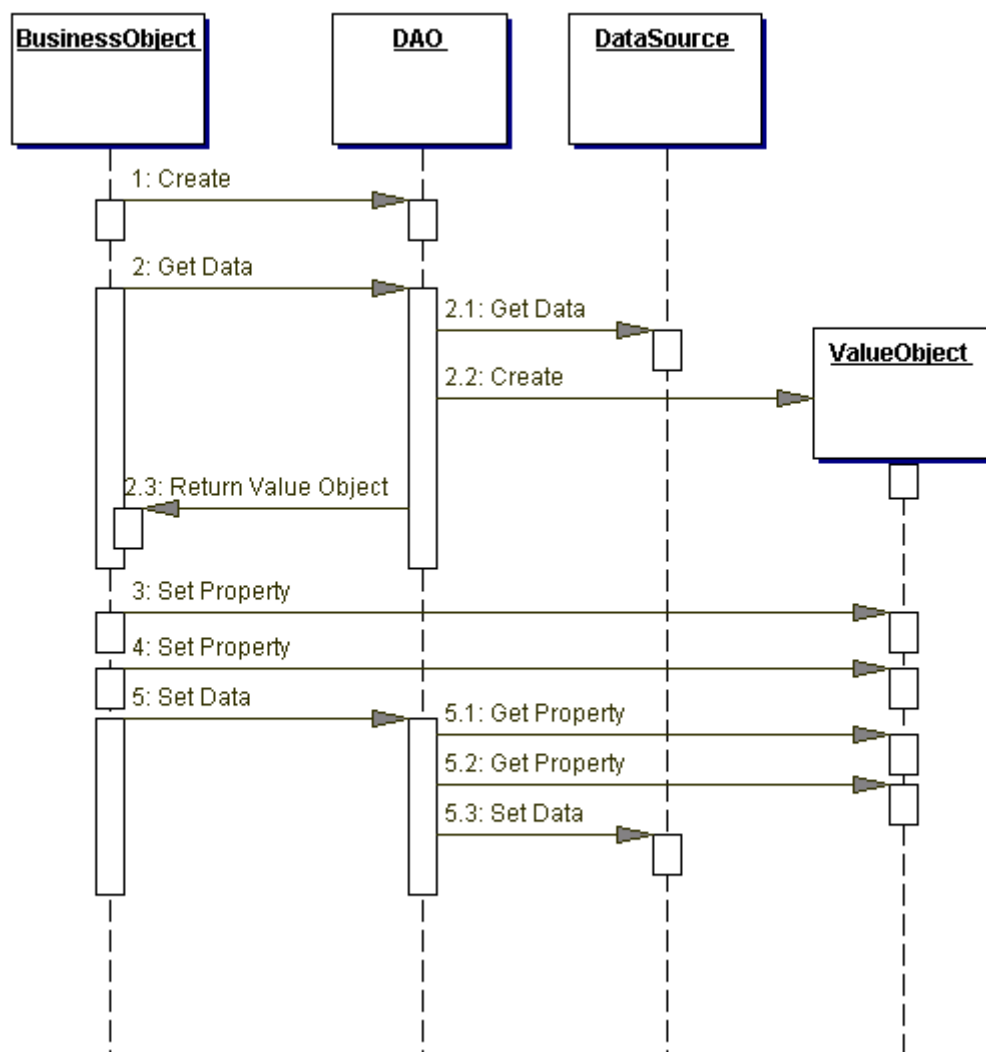 BusinessObject
DAO
DataSource
1: Create
2: Get Data
2.1: Get Data
ValueObject
2.2: Create
2.3: Return Value Object
3: Set Property
4: Set Property
5: Set Data
5.1: Get Property
5.2: Get Property
5.3: Set Data